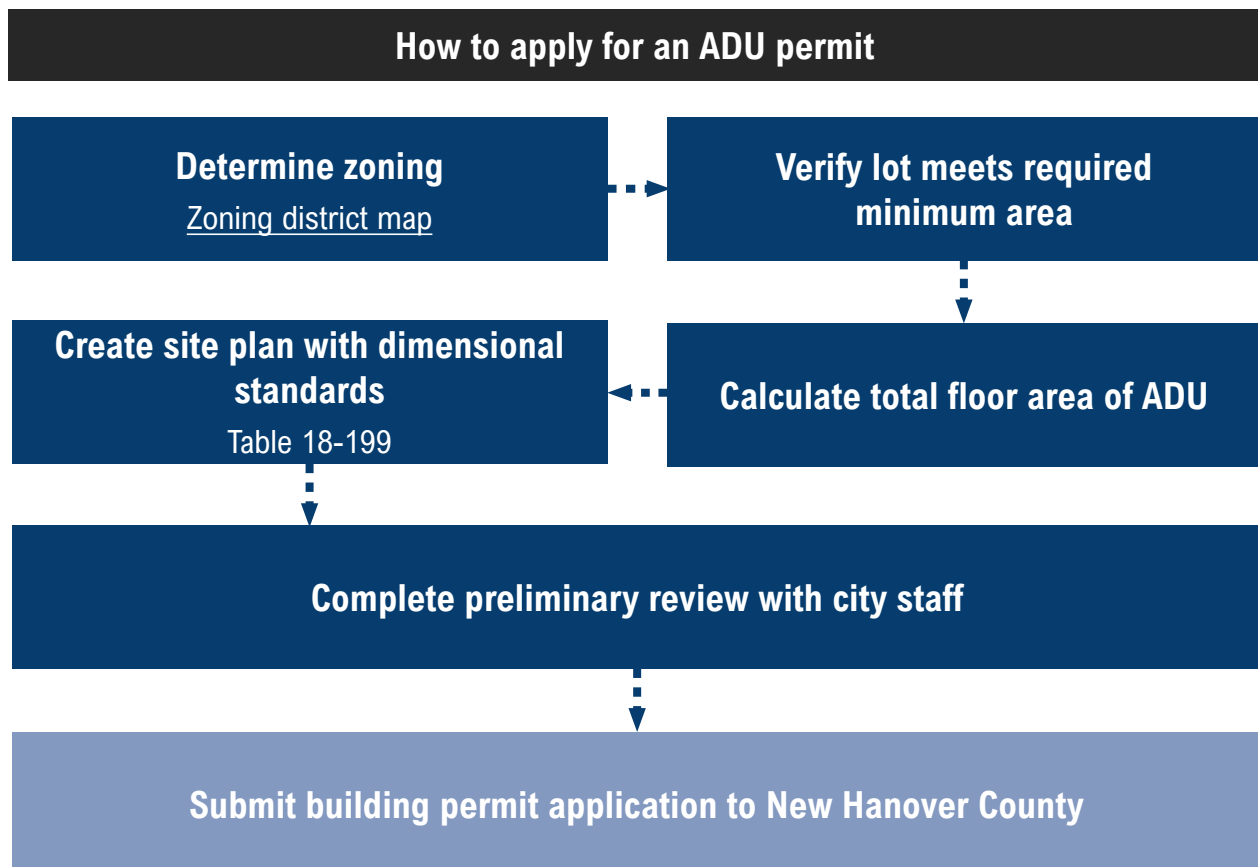 How to apply for an ADU permit
Determine zoning
Zoning district map
Verify lot meets required
minimum area
Calculate total floor area of ADU
Create site plan with dimensional
standards
Table 18-199
Complete preliminary review with city staff
Submit building permit application to New Hanover County